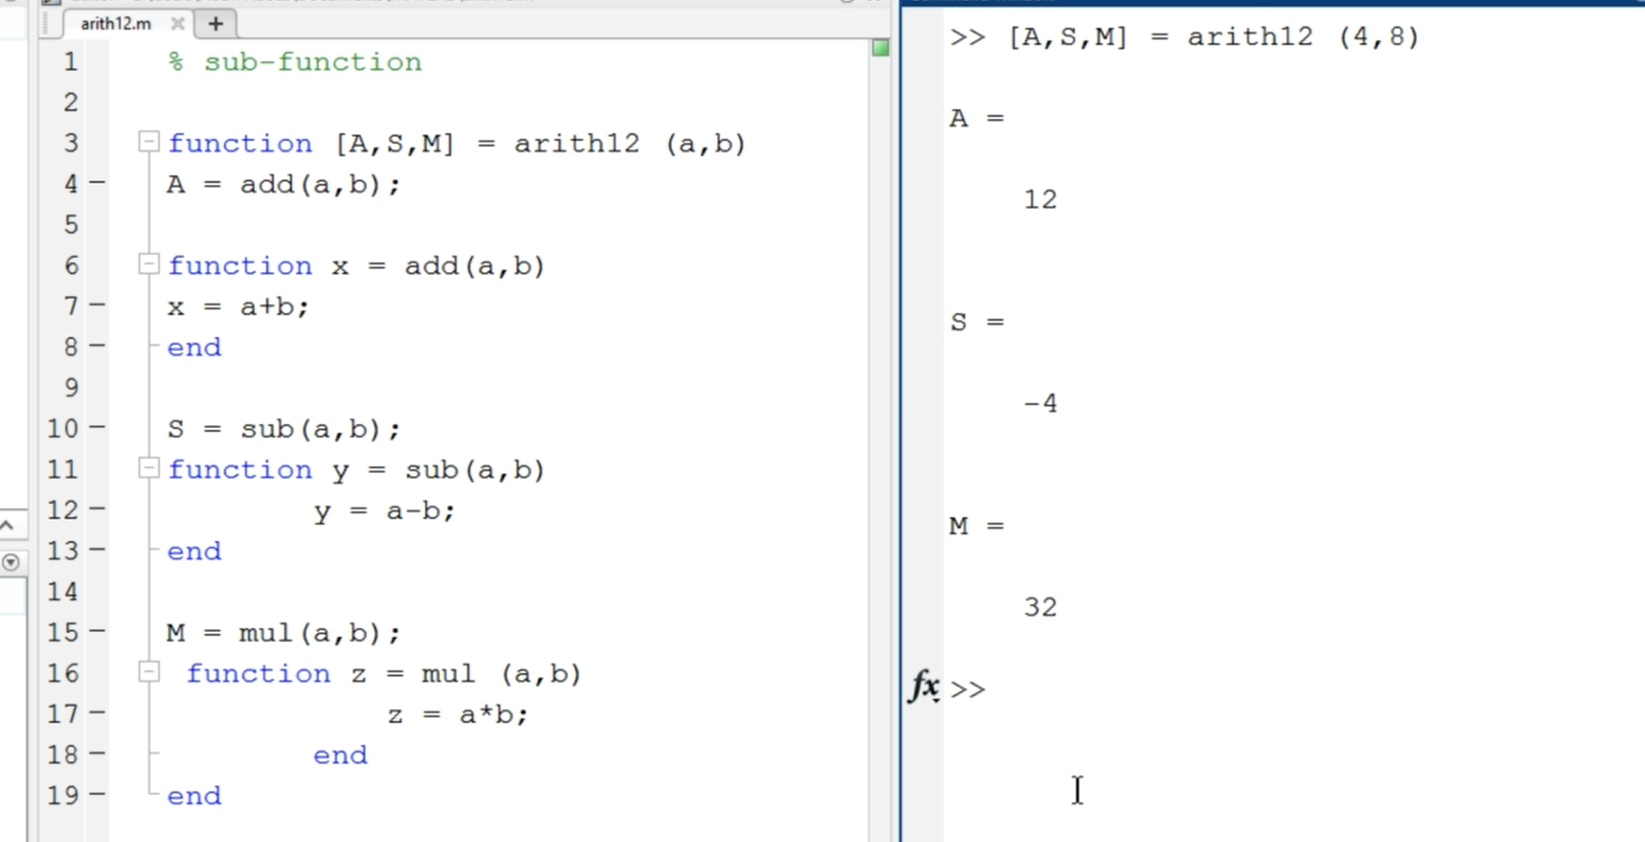 arith12.m
1 % sub-function
2
3 function [A,S,M] = arith12 (a,b)
4 A = add(a,b);
5
6 function x = add(a,b)
7 x = a+b;
8 end
9
10 S = sub(a,b);
11 function y = sub(a,b)
12 y = a-b;
13 end
14
15 M = mul(a,b);
16 function z = mul (a,b)
17 z = a*b;
18 end
19 end
>> [A,S,M] = arith12 (4,8)
A =
12
S =
-4
M =
32
fx >>